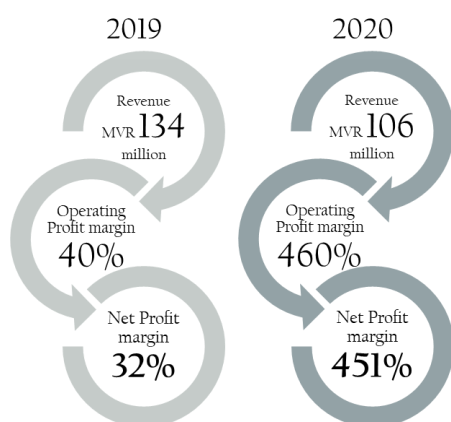 2019
Revenue
MVR 134
million
Operating
Profit margin
40%
Net Profit
margin
32%
2020
Revenue
MVR 106
million
Operating
Profit margin
460%
Net Profit
margin
451%